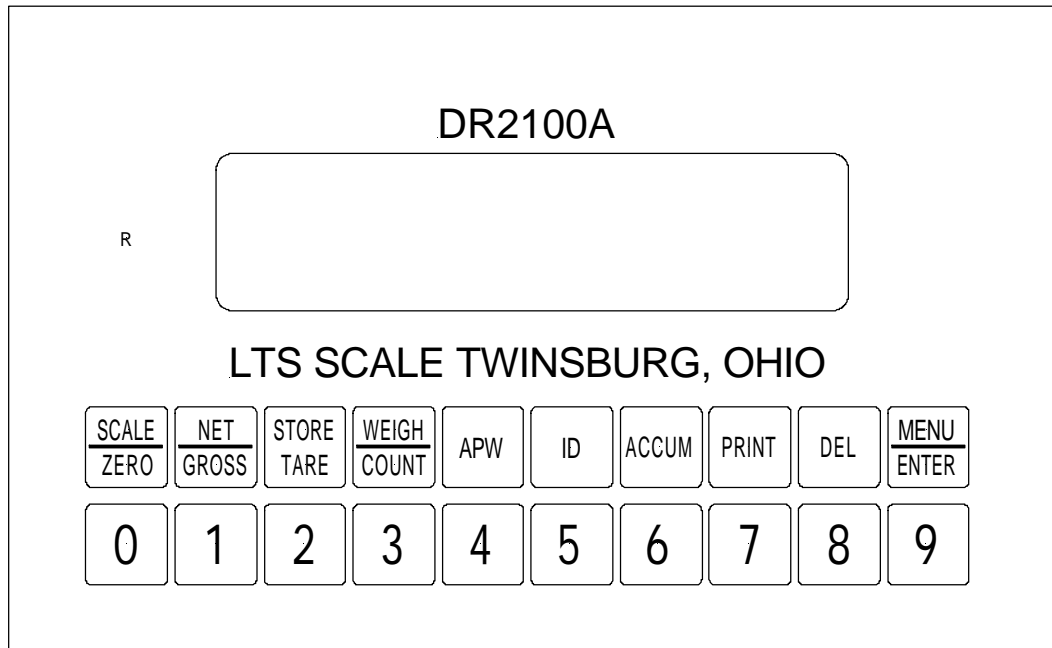 DR2100A
R
LTS SCALE TWINSBURG, OHIO
SCALE ZERO
NET GROSS
STORE TARE
WEIGH COUNT
APW
ID
ACCUM
PRINT
DEL
MENU ENTER
0 1 2 3 4 5 6 7 8 9